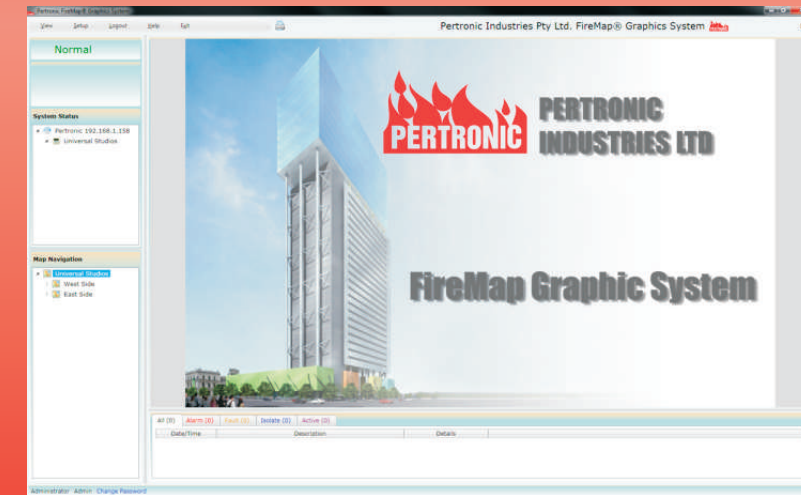 Pertronic FireMap® Graphics System
View Setup Logout Help Exit
Pertronic Industries Pty Ltd. FireMap® Graphics System
Normal
System Status
Pertronic 192.168.1.158
Universal Studios
Map Navigation
Universal Studios
West Side
East Side
PERTRONIC
PERTRONIC
INDUSTRIES LTD
FireMap Graphic System
All (0) Alarm (0) Fault (0) Isolate (0) Active (0)
Date/Time Description Details
Administrator Admin Change Password